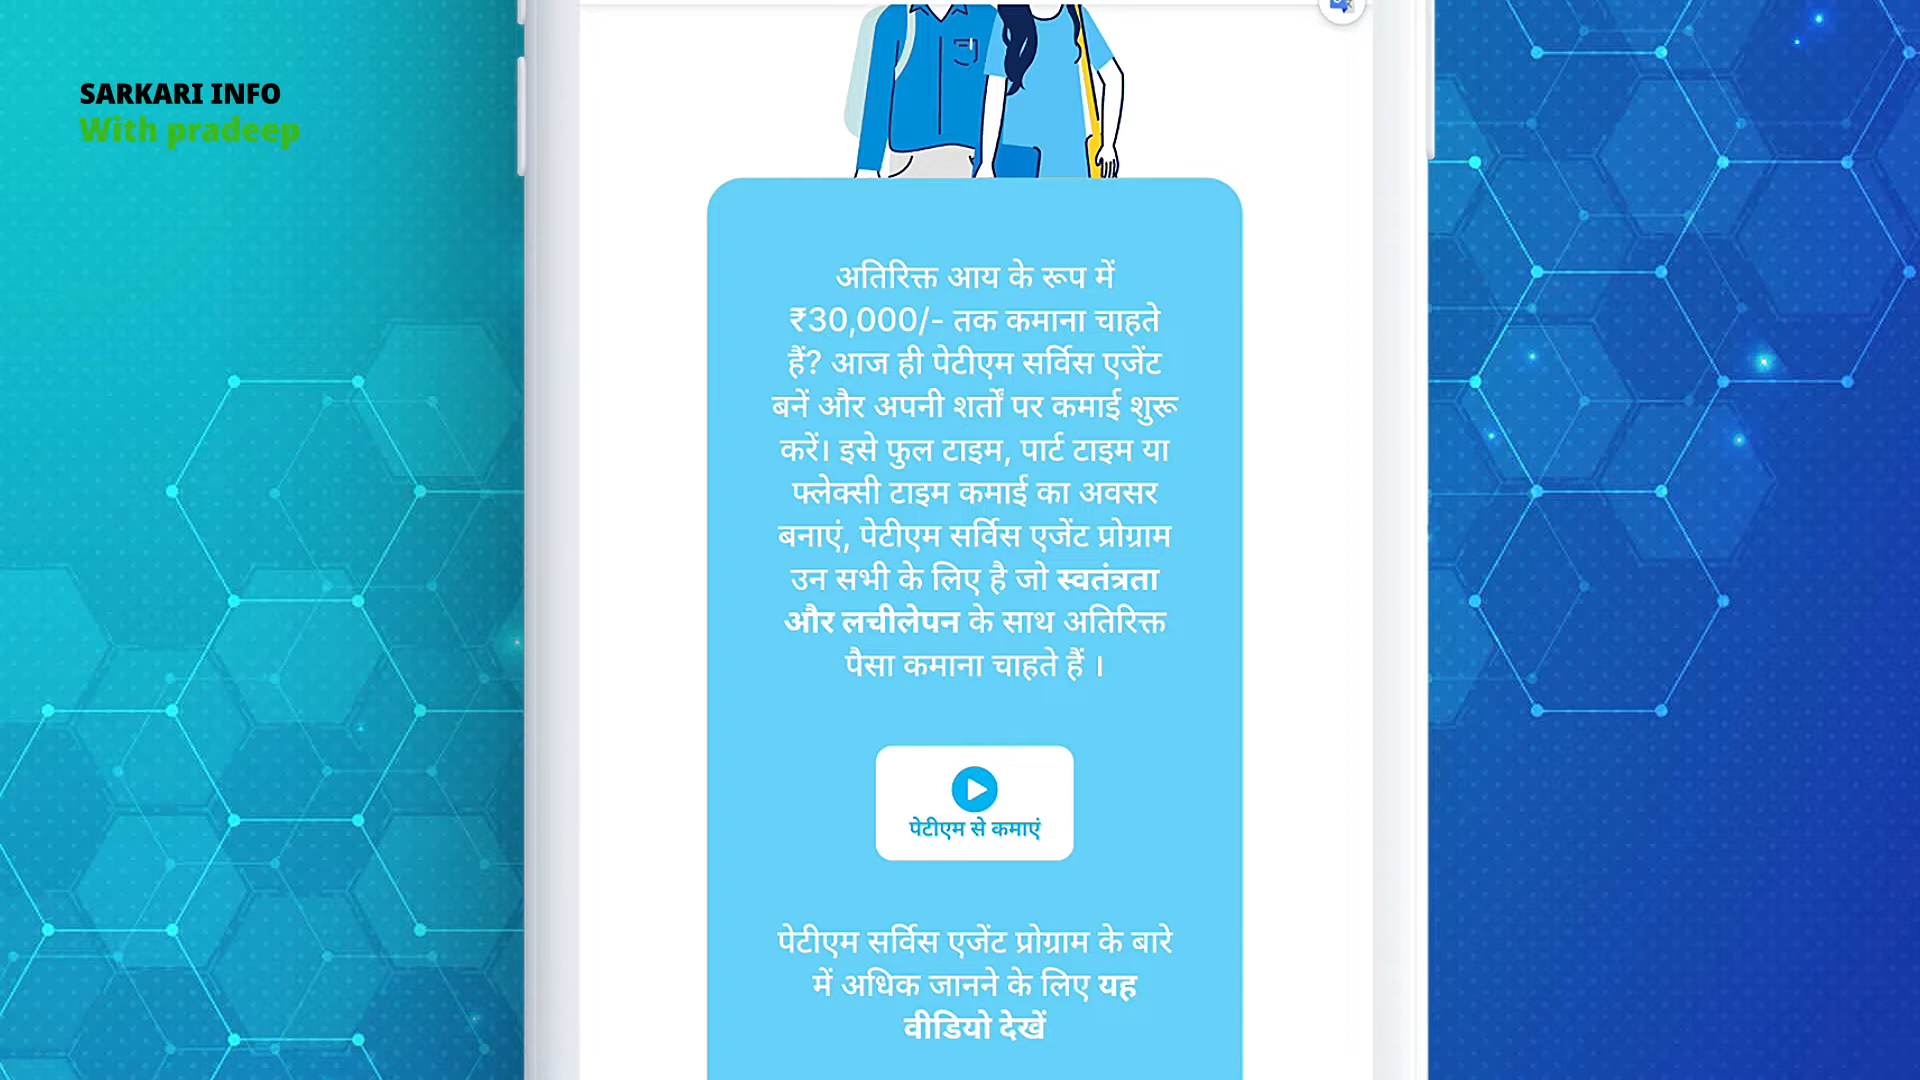 SARKARI INFO
With pradeep
अतिरिक्त आय के रूप में
₹30,000/- तक कमाना चाहते
हैं? आज ही पेटीएम सर्विस एजेंट
बनें और अपनी शर्तों पर कमाई शुरू
करें। इसे फुल टाइम, पार्ट टाइम या
फ्लेक्सी टाइम कमाई का अवसर
बनाएं, पेटीएम सर्विस एजेंट प्रोग्राम
उन सभी के लिए है जो स्वतंत्रता
और लचीलेपन के साथ अतिरिक्त
पैसा कमाना चाहते हैं ।
पेटीएम से कमाएं
पेटीएम सर्विस एजेंट प्रोग्राम के बारे
में अधिक जानने के लिए यह
वीडियो देखें